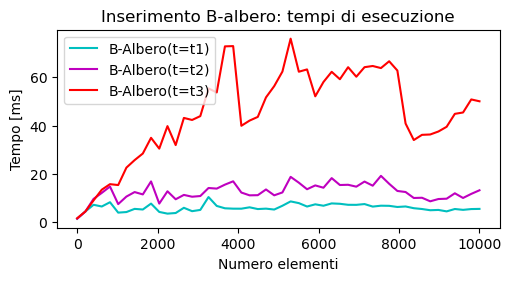 Inserimento B-albero: tempi di esecuzione
B-Albero(t=t1)
B-Albero(t=t2)
B-Albero(t=t3)
Tempo [ms]
60
40
20
0
0 2000 4000 6000 8000 10000
Numero elementi